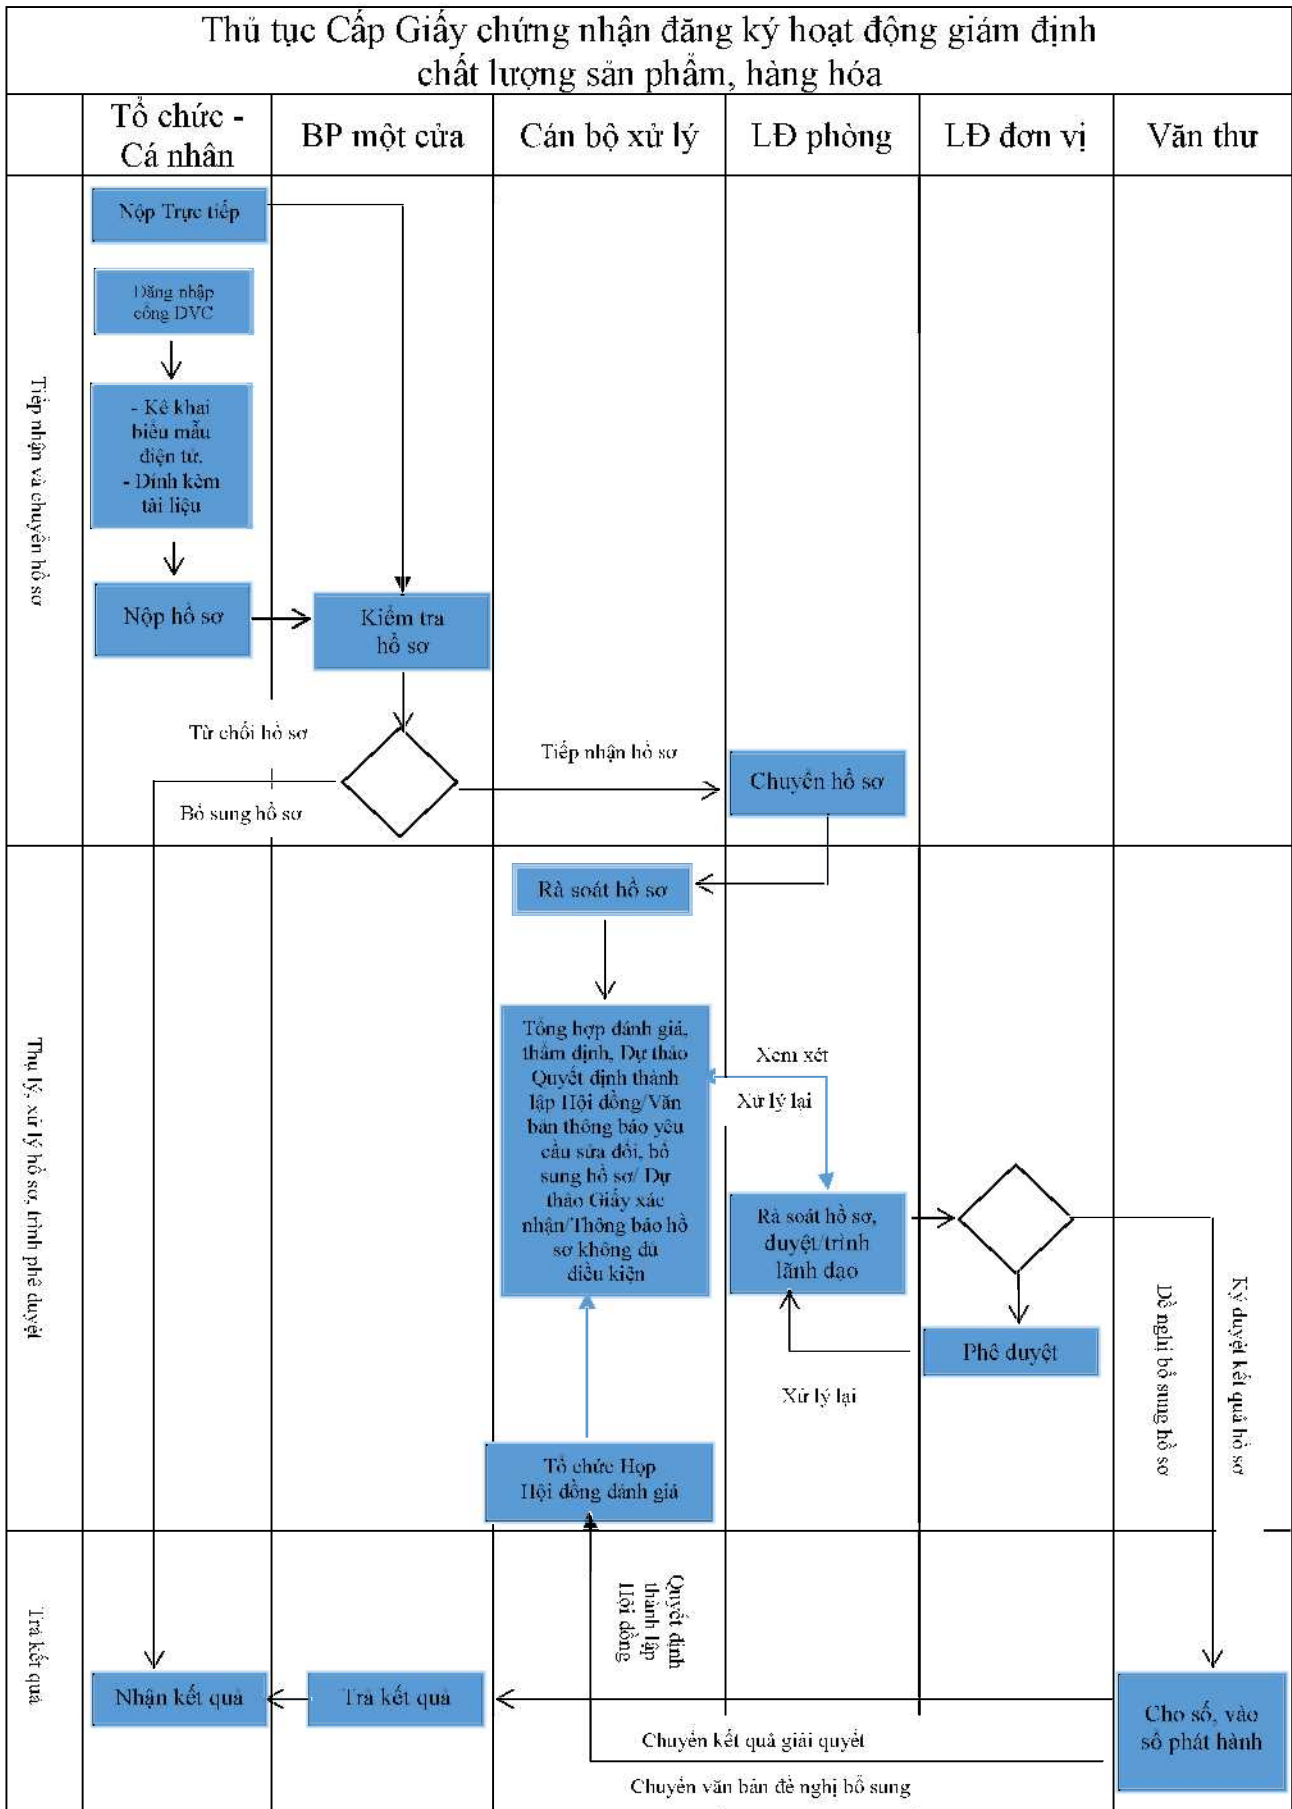 Thủ tục Cấp Giấy chứng nhận đăng ký hoạt động giám định
chất lượng sản phẩm, hàng hóa
Tổ chức -
Cá nhân
BP một cửa
Cán bộ xử lý
LĐ phòng
LĐ đơn vị
Văn thư
Tiếp nhận và chuyển hồ sơ
Nộp Trực tiếp
Đăng nhập
cổng DVC
- Kê khai
biểu mẫu
điện tử.
- Đính kèm
tài liệu
Nộp hồ sơ
Kiểm tra
hồ sơ
Từ chối hồ sơ
Bổ sung hồ sơ
Tiếp nhận hồ sơ
Chuyển hồ sơ
Thụ lý, xử lý hồ sơ, trình phê duyệt
Rà soát hồ sơ
Tổng hợp đánh giá,
thẩm định, Dự thảo
Quyết định thành
lập Hội đồng/Văn
bản thông báo yêu
cầu sửa đổi, bổ
sung hồ sơ/ Dự
thảo Giấy xác
nhận/Thông báo hồ
sơ không đủ
điều kiện
Xem xét
Xử lý lại
Rà soát hồ sơ,
duyệt/trình
lãnh đạo
Phê duyệt
Xử lý lại
Đề nghị bổ sung hồ sơ
Ký duyệt kết quả hồ sơ
Tổ chức Họp
Hội đồng đánh giá
Trả kết quả
Quyết định
thành lập
Hội đồng
Nhận kết quả
Trả kết quả
Cho số, vào
sổ phát hành
Chuyển kết quả giải quyết
Chuyển văn bản đề nghị bổ sung